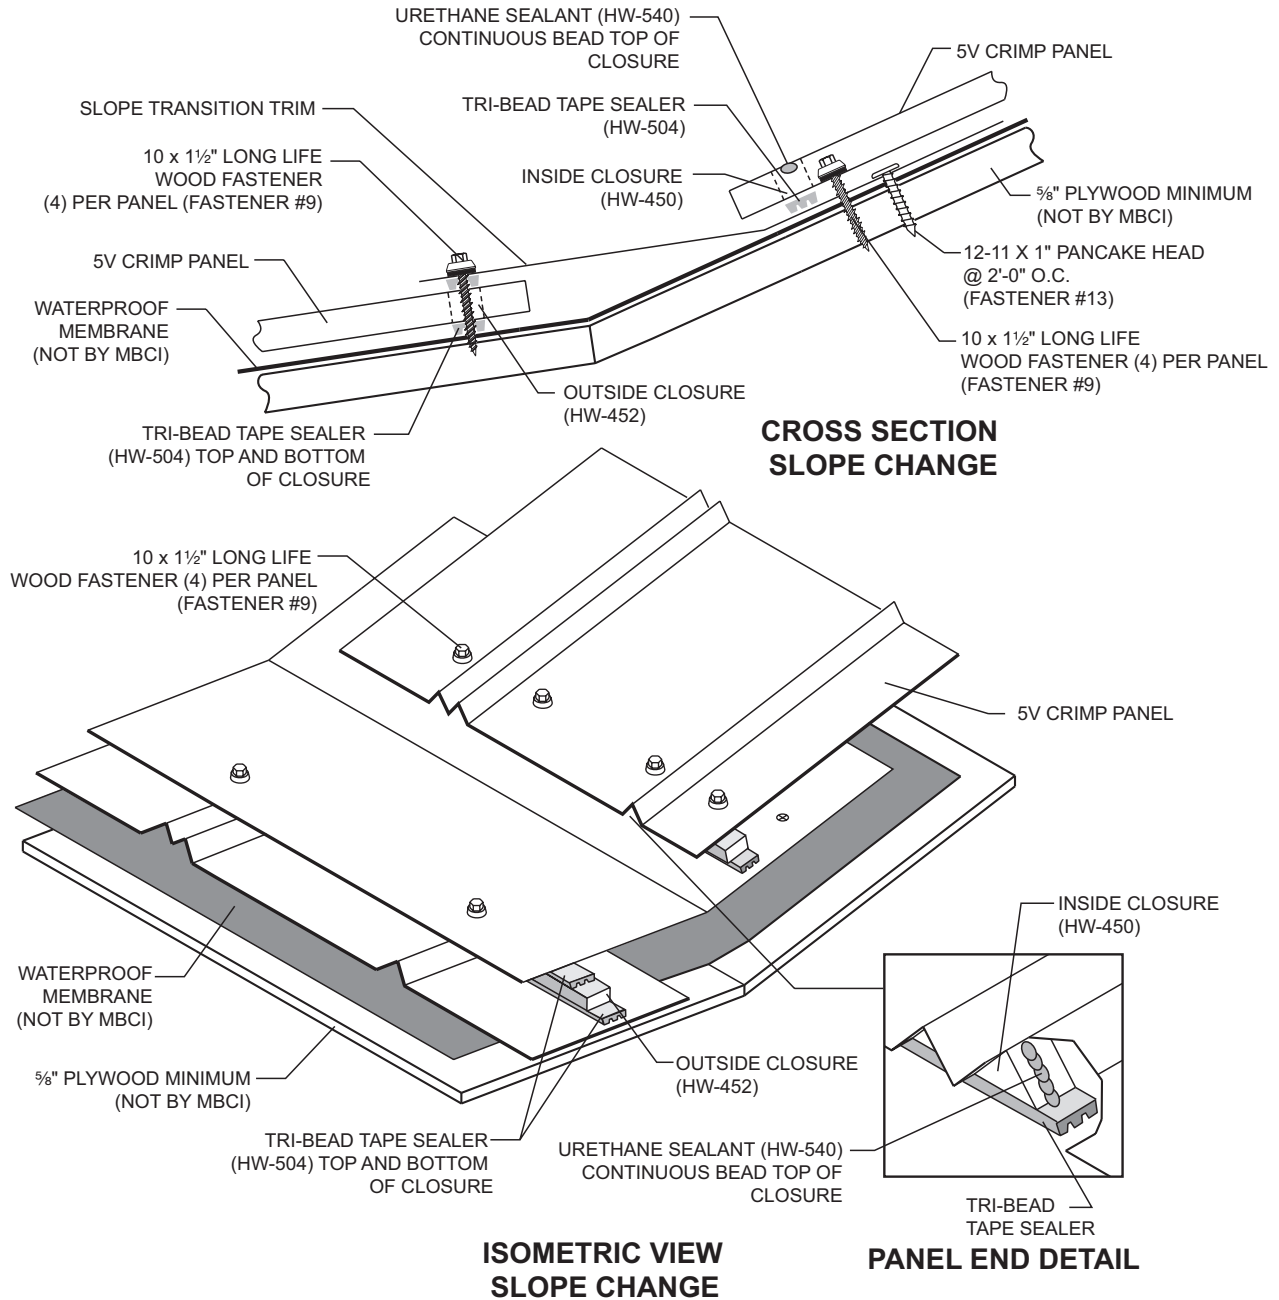 URETHANE SEALANT (HW-540)
CONTINUOUS BEAD TOP OF
CLOSURE
5V CRIMP PANEL
SLOPE TRANSITION TRIM
TRI-BEAD TAPE SEALER
(HW-504)
10 x 1½" LONG LIFE
WOOD FASTENER
(4) PER PANEL (FASTENER #9)
INSIDE CLOSURE
(HW-450)
⅝" PLYWOOD MINIMUM
(NOT BY MBCI)
5V CRIMP PANEL
12-11 X 1" PANCAKE HEAD
@ 2'-0" O.C.
(FASTENER #13)
WATERPROOF
MEMBRANE
(NOT BY MBCI)
10 x 1½" LONG LIFE
WOOD FASTENER (4) PER PANEL
(FASTENER #9)
OUTSIDE CLOSURE
(HW-452)
TRI-BEAD TAPE SEALER
(HW-504) TOP AND BOTTOM
OF CLOSURE
CROSS SECTION
SLOPE CHANGE
10 x 1½" LONG LIFE
WOOD FASTENER (4) PER PANEL
(FASTENER #9)
5V CRIMP PANEL
INSIDE CLOSURE
(HW-450)
WATERPROOF
MEMBRANE
(NOT BY MBCI)
⅝" PLYWOOD MINIMUM
(NOT BY MBCI)
OUTSIDE CLOSURE
(HW-452)
TRI-BEAD TAPE SEALER
(HW-504) TOP AND BOTTOM
OF CLOSURE
URETHANE SEALANT (HW-540)
CONTINUOUS BEAD TOP OF
CLOSURE
TRI-BEAD
TAPE SEALER
ISOMETRIC VIEW
SLOPE CHANGE
PANEL END DETAIL